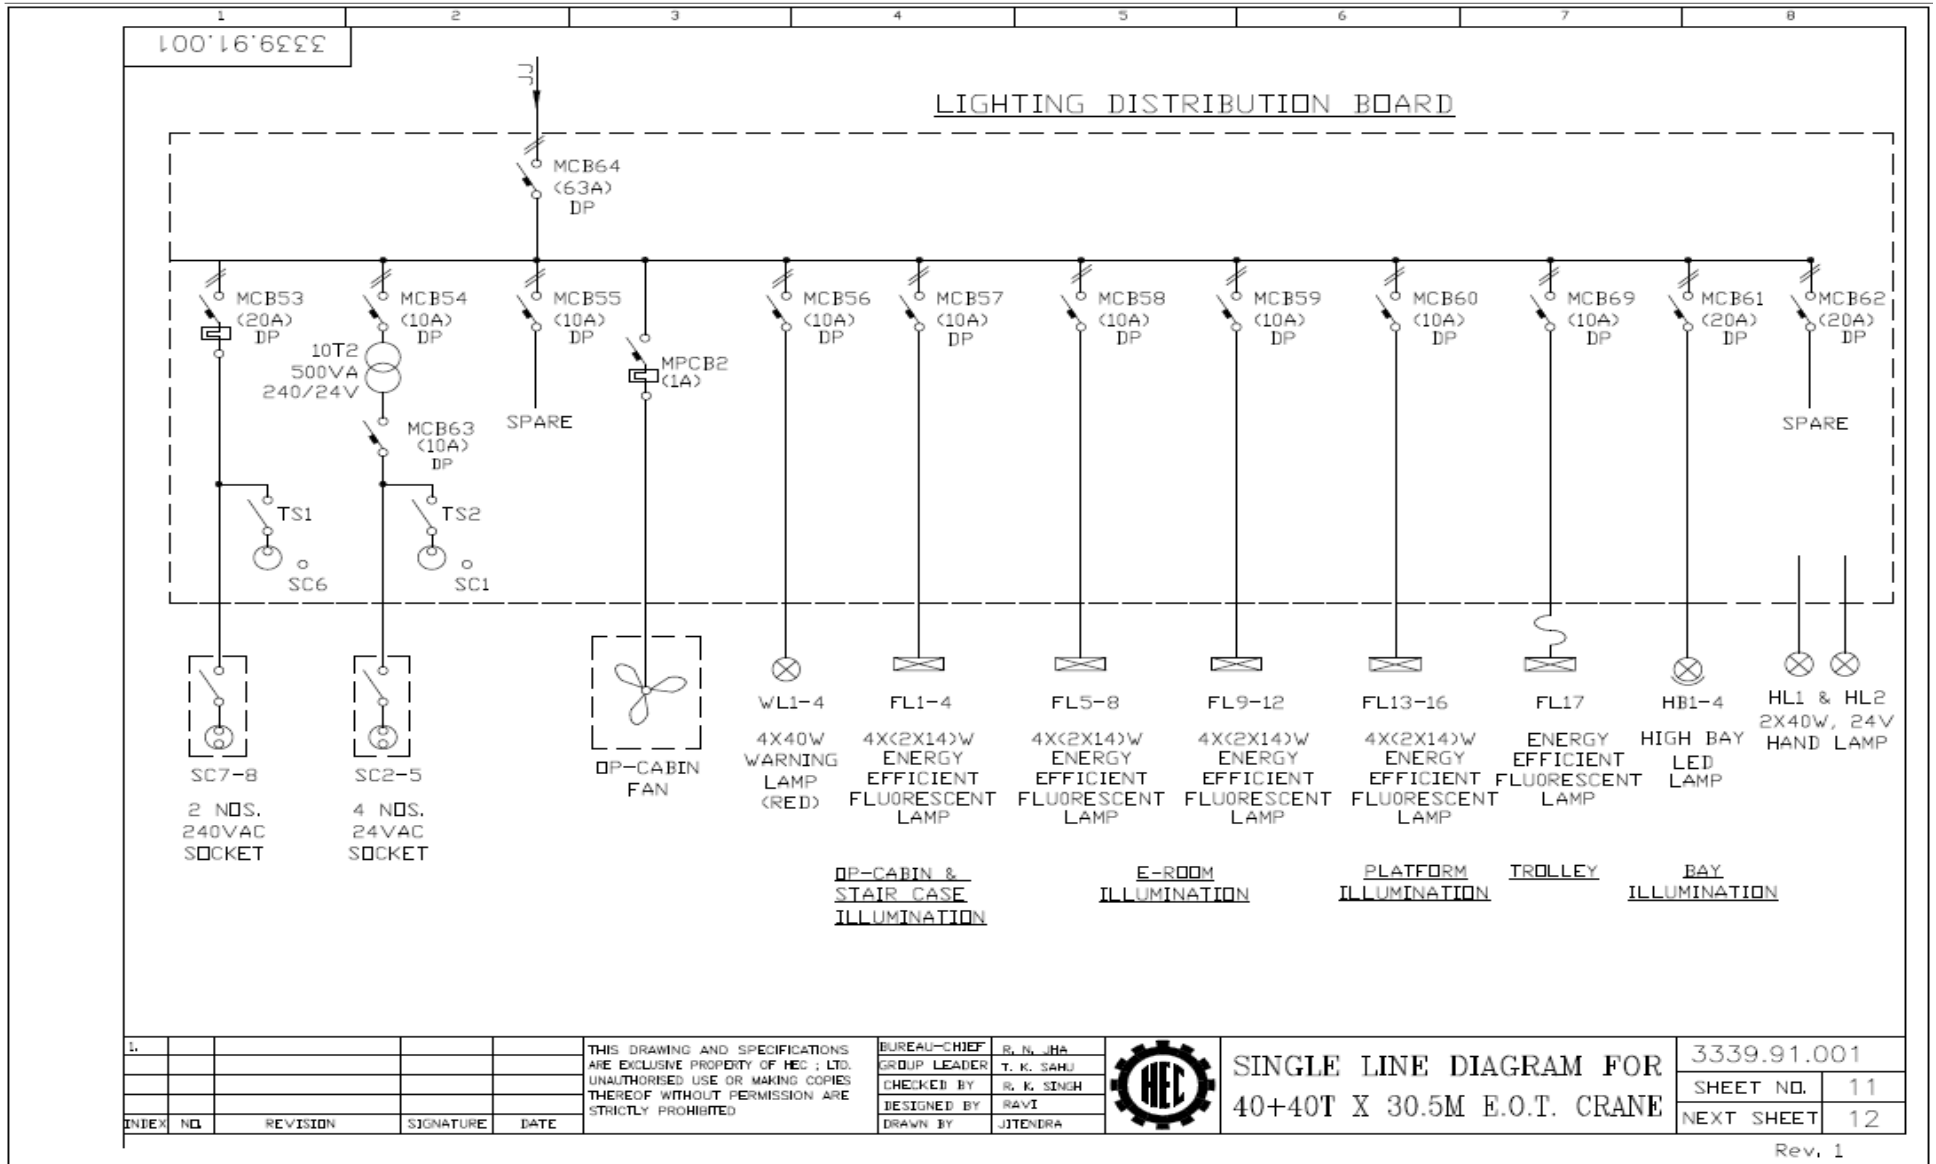 1 2 3 4 5 6 7 8
3339.91.001
JJ
LIGHTING DISTRIBUTION BOARD
MCB64
(63A)
DP
MCB53
(20A)
DP
MCB54
(10A)
DP
MCB55
(10A)
DP
MCB56
(10A)
DP
MCB57
(10A)
DP
MCB58
(10A)
DP
MCB59
(10A)
DP
MCB60
(10A)
DP
MCB69
(10A)
DP
MCB61
(20A)
DP
MCB62
(20A)
DP
10T2
500VA
240/24V
MPCB2
(1A)
MCB63
(10A)
DP
SPARE
SPARE
TS1
TS2
SC6
SC1
SC7-8
2 NOS.
240VAC
SOCKET
SC2-5
4 NOS.
24VAC
SOCKET
OP-CABIN
FAN
WL1-4
4X40W
WARNING
LAMP
(RED)
FL1-4
4X(2X14)W
ENERGY
EFFICIENT
FLUORESCENT
LAMP
FL5-8
4X(2X14)W
ENERGY
EFFICIENT
FLUORESCENT
LAMP
FL9-12
4X(2X14)W
ENERGY
EFFICIENT
FLUORESCENT
LAMP
FL13-16
4X(2X14)W
ENERGY
EFFICIENT
FLUORESCENT
LAMP
FL17
ENERGY
EFFICIENT
FLUORESCENT
LAMP
HB1-4
HIGH BAY
LED
LAMP
HL1 & HL2
2X40W, 24V
HAND LAMP
OP-CABIN &
STAIR CASE
ILLUMINATION
E-ROOM
ILLUMINATION
PLATFORM
ILLUMINATION
TROLLEY
BAY
ILLUMINATION
1.
INDEX NO. REVISION SIGNATURE DATE
THIS DRAWING AND SPECIFICATIONS
ARE EXCLUSIVE PROPERTY OF HEC ; LTD.
UNAUTHORISED USE OR MAKING COPIES
THEREOF WITHOUT PERMISSION ARE
STRICTLY PROHIBITED
BUREAU-CHIEF R. N. JHA
GROUP LEADER T. K. SAHU
CHECKED BY R. K. SINGH
DESIGNED BY RAVI
DRAWN BY JITENDRA
HEC
SINGLE LINE DIAGRAM FOR
40+40T X 30.5M E.O.T. CRANE
3339.91.001
SHEET NO. 11
NEXT SHEET 12
Rev. 1